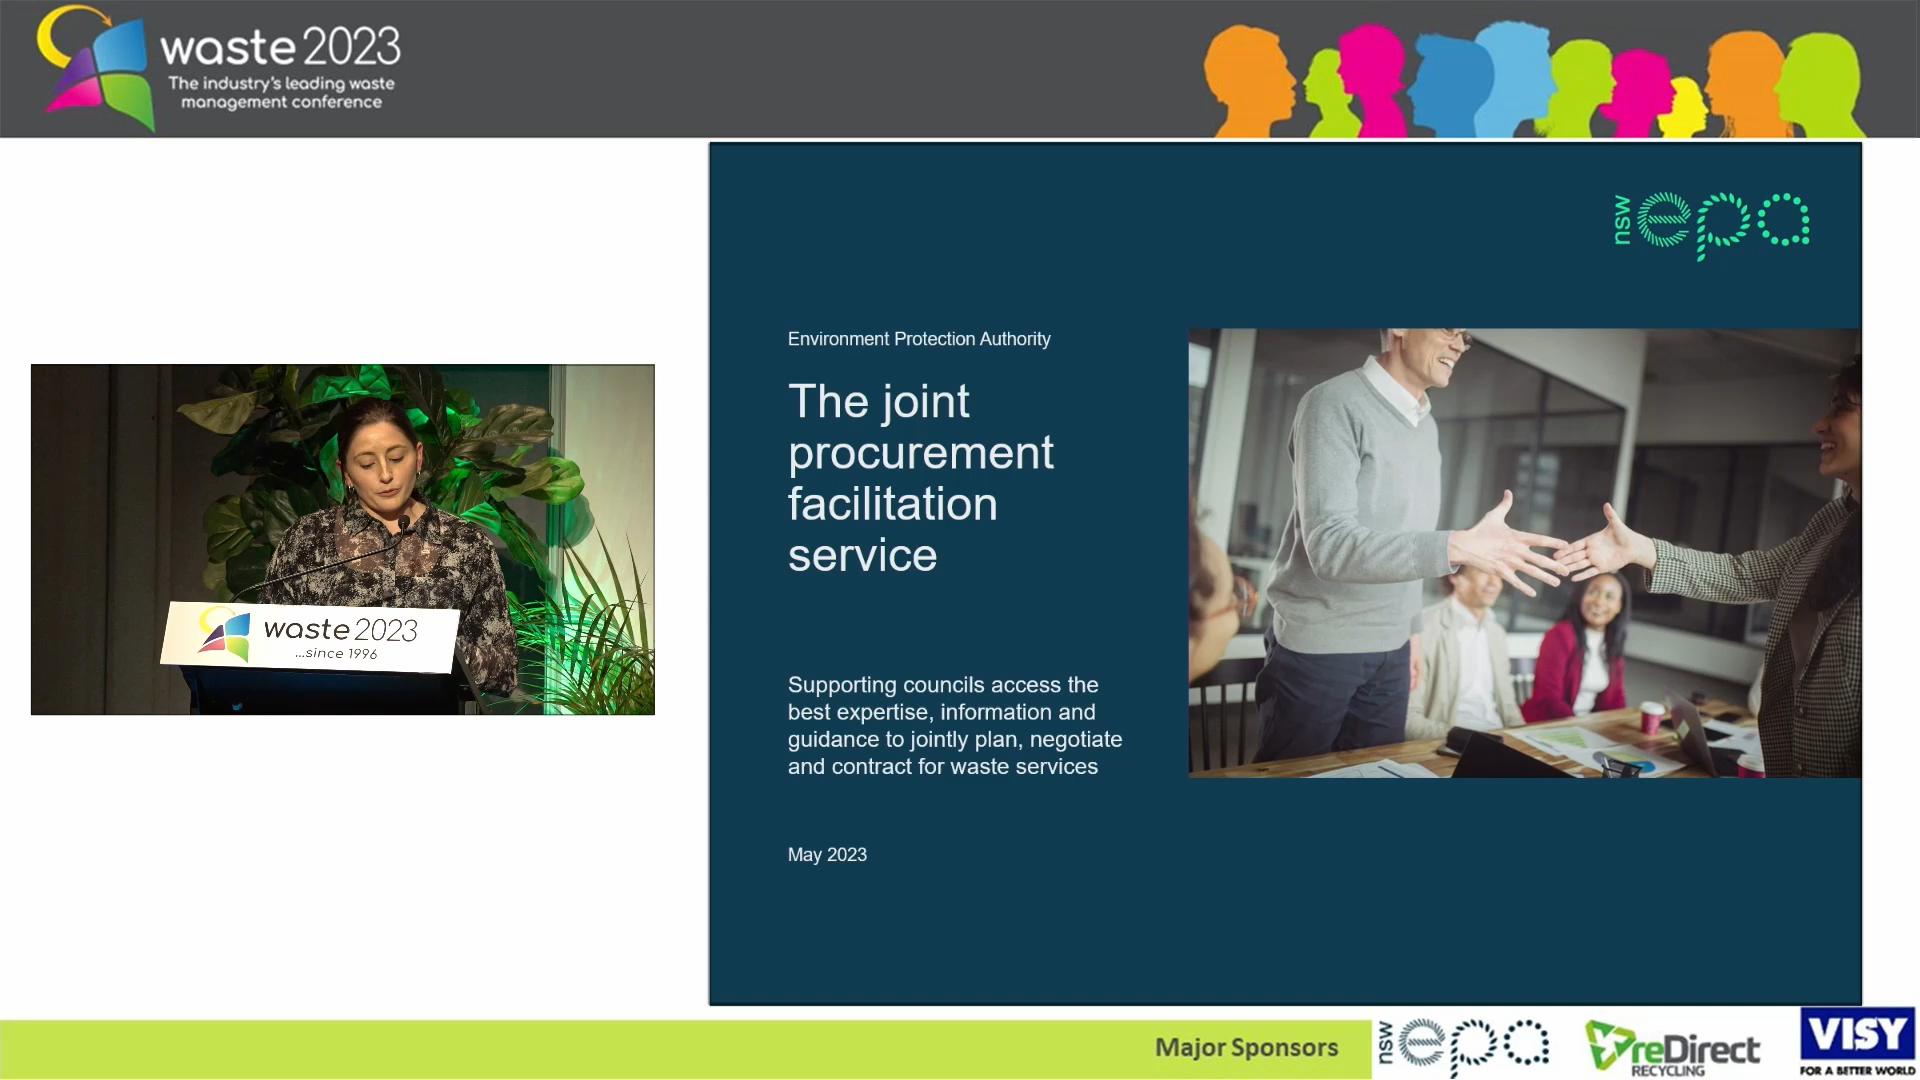 waste 2023
The industry's leading waste
management conference
nsw epa
Environment Protection Authority
The joint
procurement
facilitation
service
Supporting councils access the
best expertise, information and
guidance to jointly plan, negotiate
and contract for waste services
May 2023
waste 2023
...since 1996
Major Sponsors
nsw epa
reDirect
RECYCLING
VISY
FOR A BETTER WORLD